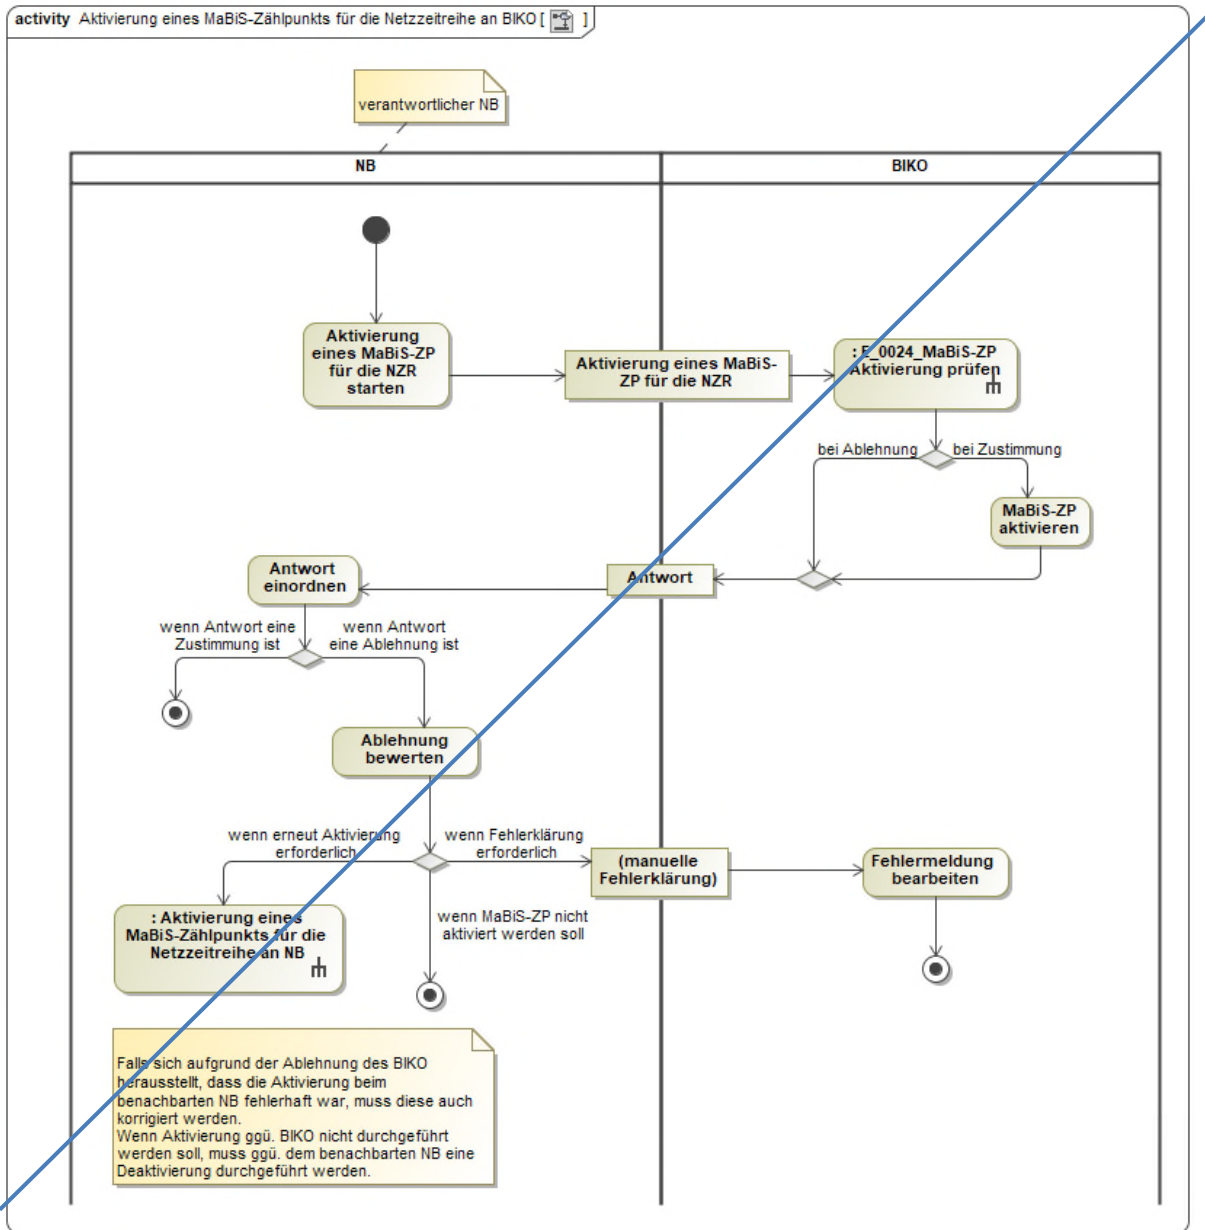 activity Aktivierung eines MaBiS-Zählpunkts für die Netzzeitreihe an BIKO [ ]
verantwortlicher NB
NB
BIKO
Aktivierung
eines MaBiS-ZP
für die NZR
starten
Aktivierung eines MaBiS-
ZP für die NZR
: E_0024_MaBiS-ZP
Aktivierung prüfen
bei Ablehnung
bei Zustimmung
MaBiS-ZP
aktivieren
Antwort
Antwort
einordnen
wenn Antwort eine
Zustimmung ist
wenn Antwort
eine Ablehnung ist
Ablehnung
bewerten
wenn erneut Aktivierung
erforderlich
wenn Fehlerklärung
erforderlich
(manuelle
Fehlerklärung)
Fehlermeldung
bearbeiten
: Aktivierung eines
MaBiS-Zählpunkts für die
Netzzeitreihe an NB
wenn MaBiS-ZP nicht
aktiviert werden soll
Falls sich aufgrund der Ablehnung des BIKO
herausstellt, dass die Aktivierung beim
benachbarten NB fehlerhaft war, muss diese auch
korrigiert werden.
Wenn Aktivierung ggü. BIKO nicht durchgeführt
werden soll, muss ggü. dem benachbarten NB eine
Deaktivierung durchgeführt werden.